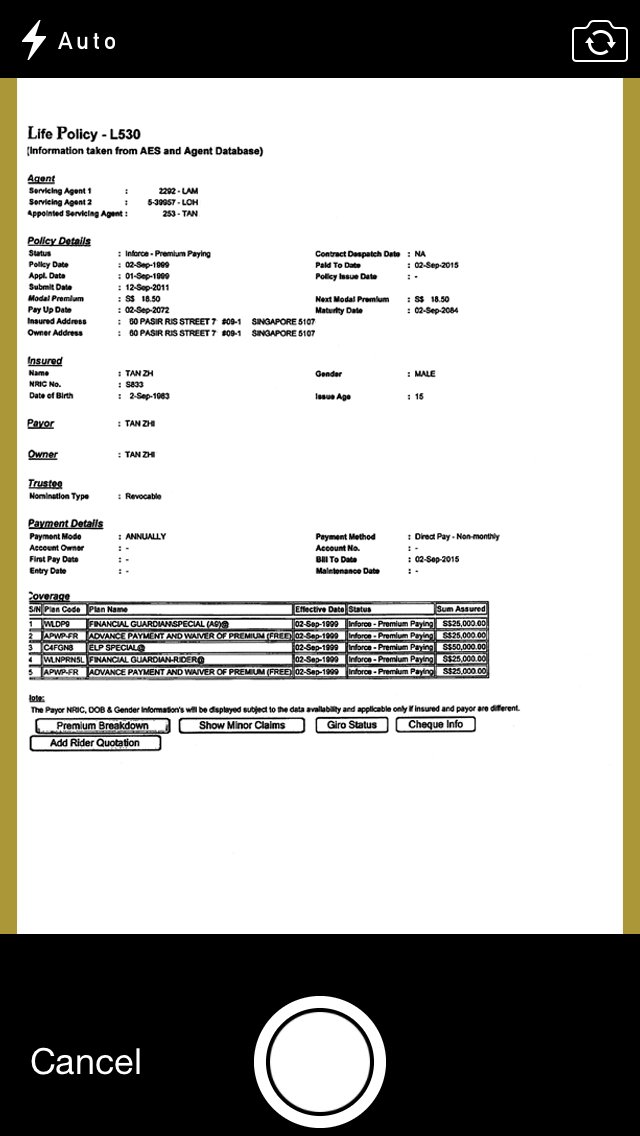 Auto
Life Policy - L530
(Information taken from AES and Agent Database)
Agent
Servicing Agent 1 : 2292 - LAM
Servicing Agent 2 : 5-39957 - LOH
Appointed Servicing Agent : 253 - TAN
Policy Details
Status : Inforce - Premium Paying Contract Despatch Date : NA
Policy Date : 02-Sep-1999 Paid To Date : 02-Sep-2015
Appl. Date : 01-Sep-1999 Policy Issue Date : -
Submit Date : 12-Sep-2011
Modal Premium : S$ 18.50 Next Modal Premium : S$ 18.50
Pay Up Date : 02-Sep-2072 Maturity Date : 02-Sep-2084
Insured Address : 60 PASIR RIS STREET 7 #09-1 SINGAPORE 5107
Owner Address : 60 PASIR RIS STREET 7 #09-1 SINGAPORE 5107
Insured
Name : TAN ZH Gender : MALE
NRIC No. : S833
Date of Birth : 2-Sep-1983 Issue Age : 15
Payor : TAN ZHI
Owner : TAN ZHI
Trustee
Nomination Type : Revocable
Payment Details
Payment Mode : ANNUALLY Payment Method : Direct Pay - Non-monthly
Account Owner : - Account No. : -
First Pay Date : - Bill To Date : 02-Sep-2015
Entry Date : - Maintenance Date : -
Coverage
S/N Plan Code Plan Name Effective Date Status Sum Assured
1 WLDP9 FINANCIAL GUARDIAN\SPECIAL (A9)@ 02-Sep-1999 Inforce - Premium Paying S$25,000.00
2 APWP-FR ADVANCE PAYMENT AND WAIVER OF PREMIUM (FREE) 02-Sep-1999 Inforce - Premium Paying S$25,000.00
3 C4FGN8 ELP SPECIAL@ 02-Sep-1999 Inforce - Premium Paying S$50,000.00
4 WLNPRN5L FINANCIAL GUARDIAN-RIDER@ 02-Sep-1999 Inforce - Premium Paying S$25,000.00
5 APWP-FR ADVANCE PAYMENT AND WAIVER OF PREMIUM (FREE) 02-Sep-1999 Inforce - Premium Paying S$25,000.00
Note:
The Payor NRIC, DOB & Gender Information's will be displayed subject to the data availability and applicable only if insured and payor are different.
Premium Breakdown Show Minor Claims Giro Status Cheque Info
Add Rider Quotation
Cancel